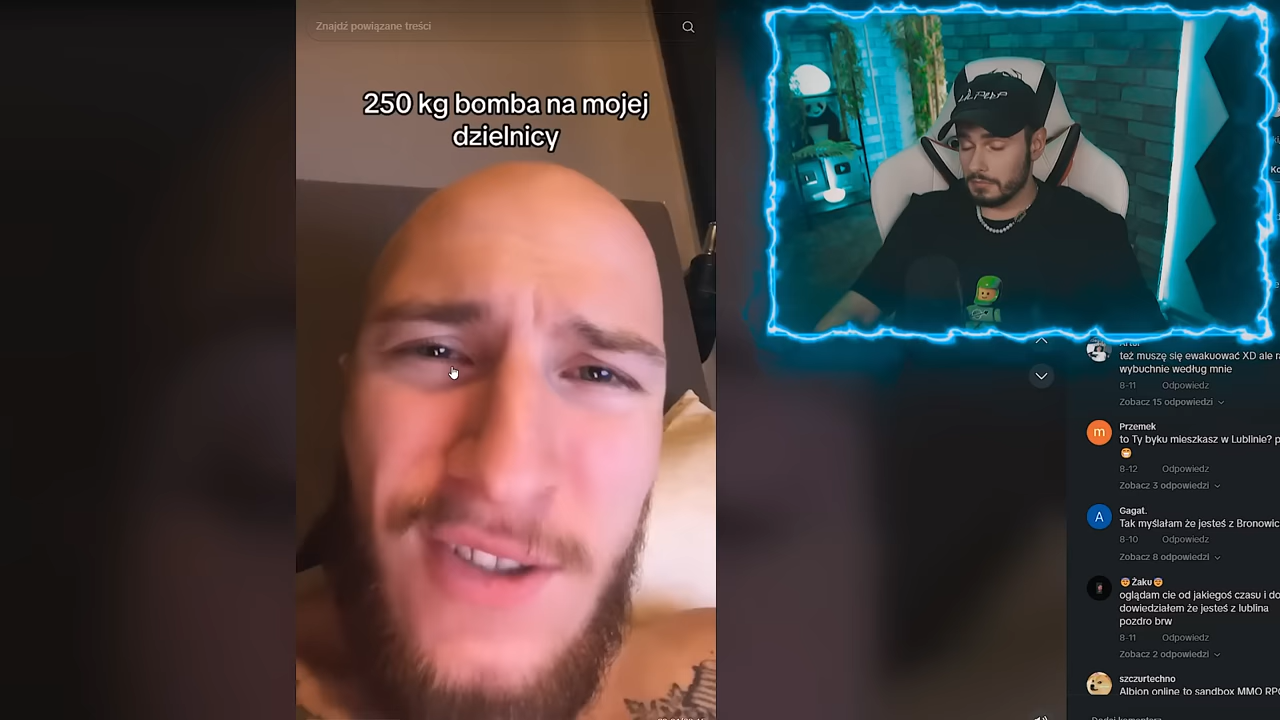 Znajdź powiązane treści
250 kg bomba na mojej
dzielnicy
też muszę się ewakuować XD ale
wybuchnie według mnie
8-11 Odpowiedz
Zobacz 15 odpowiedzi
m
Przemek
to Ty byku mieszkasz w Lublinie?
8-12 Odpowiedz
Zobacz 3 odpowiedzi
A
Gagat.
Tak myślałam że jesteś z Bronowic
8-10 Odpowiedz
Zobacz 8 odpowiedzi
Żaku
oglądam cie od jakiegoś czasu i
dowiedziałem że jesteś z lublina
pozdro brw
8-11 Odpowiedz
Zobacz 2 odpowiedzi
szczurtechno
Albion online to sandbox MMO